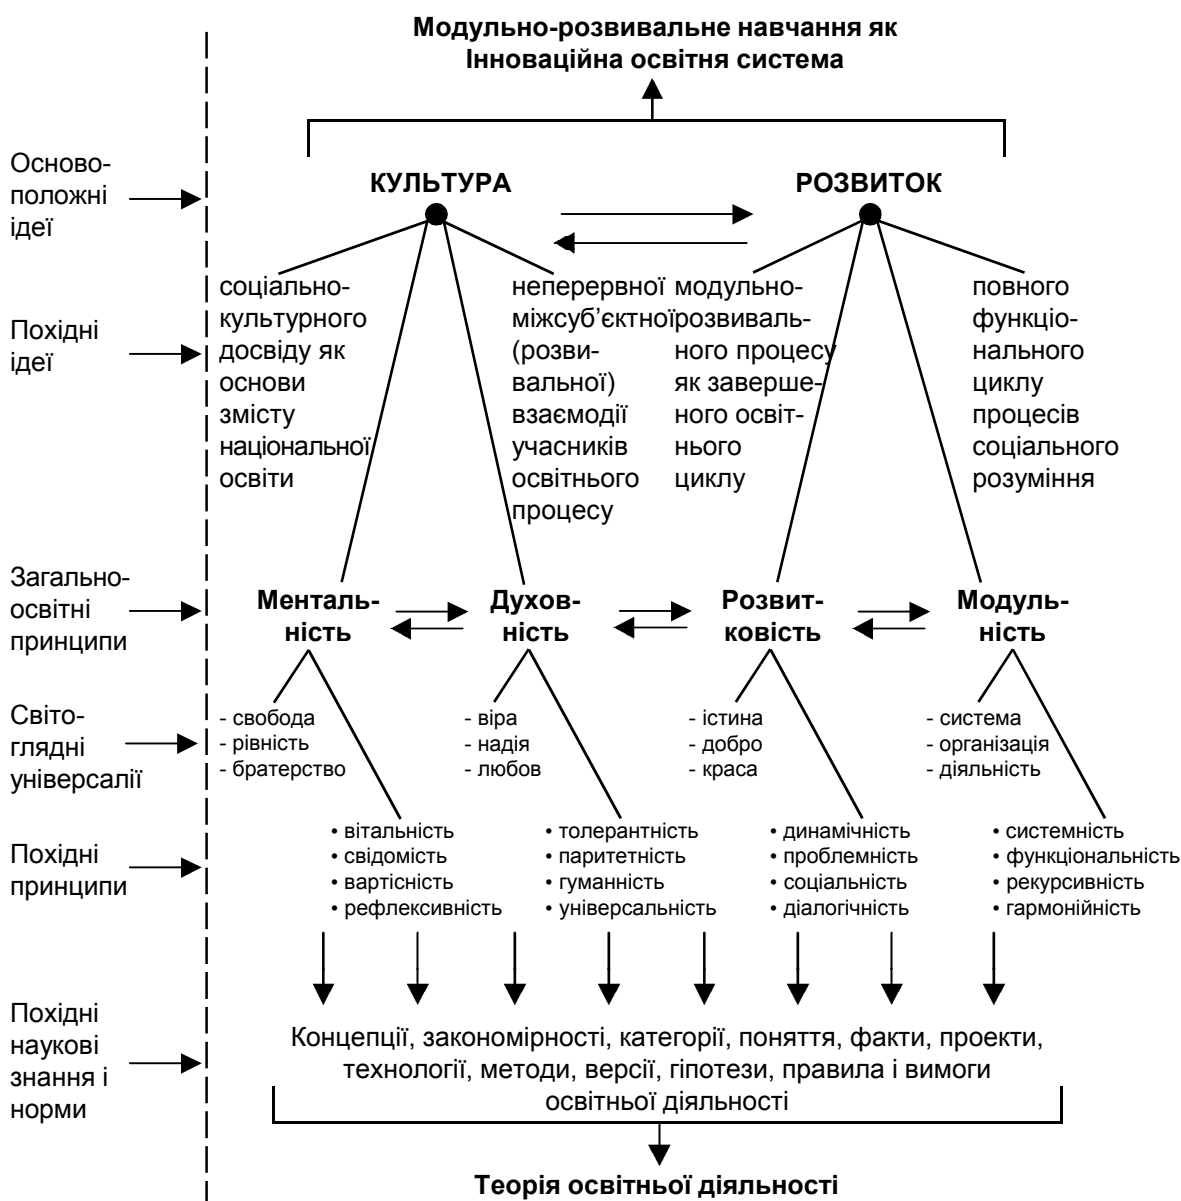 Модульно-розвивальне навчання як
Інноваційна освітня система
Осново-
положні
ідеї
КУЛЬТУРА
РОЗВИТОК
Похідні
ідеї
соціально-
культурного
досвіду як
основи
змісту
національної
освіти
неперервної
міжсуб’єктної
(розви-
вальної)
взаємодії
учасників
освітнього
процесу
модульно-
розвиваль-
ного процесу
як заверше-
ного освіт-
нього
циклу
повного
функціо-
нального
циклу
процесів
соціального
розуміння
Загально-
освітні
принципи
Менталь-
ність
Духов-
ність
Розвит-
ковість
Модуль-
ність
Світо-
глядні
універсалії
- свобода
- рівність
- братерство
- віра
- надія
- любов
- істина
- добро
- краса
- система
- організація
- діяльність
Похідні
принципи
• вітальність
• свідомість
• вартісність
• рефлексивність
• толерантність
• паритетність
• гуманність
• універсальність
• динамічність
• проблемність
• соціальність
• діалогічність
• системність
• функціональність
• рекурсивність
• гармонійність
Похідні
наукові
знання і
норми
Концепції, закономірності, категорії, поняття, факти, проекти,
технології, методи, версії, гіпотези, правила і вимоги
освітньої діяльності
Теорія освітньої діяльності